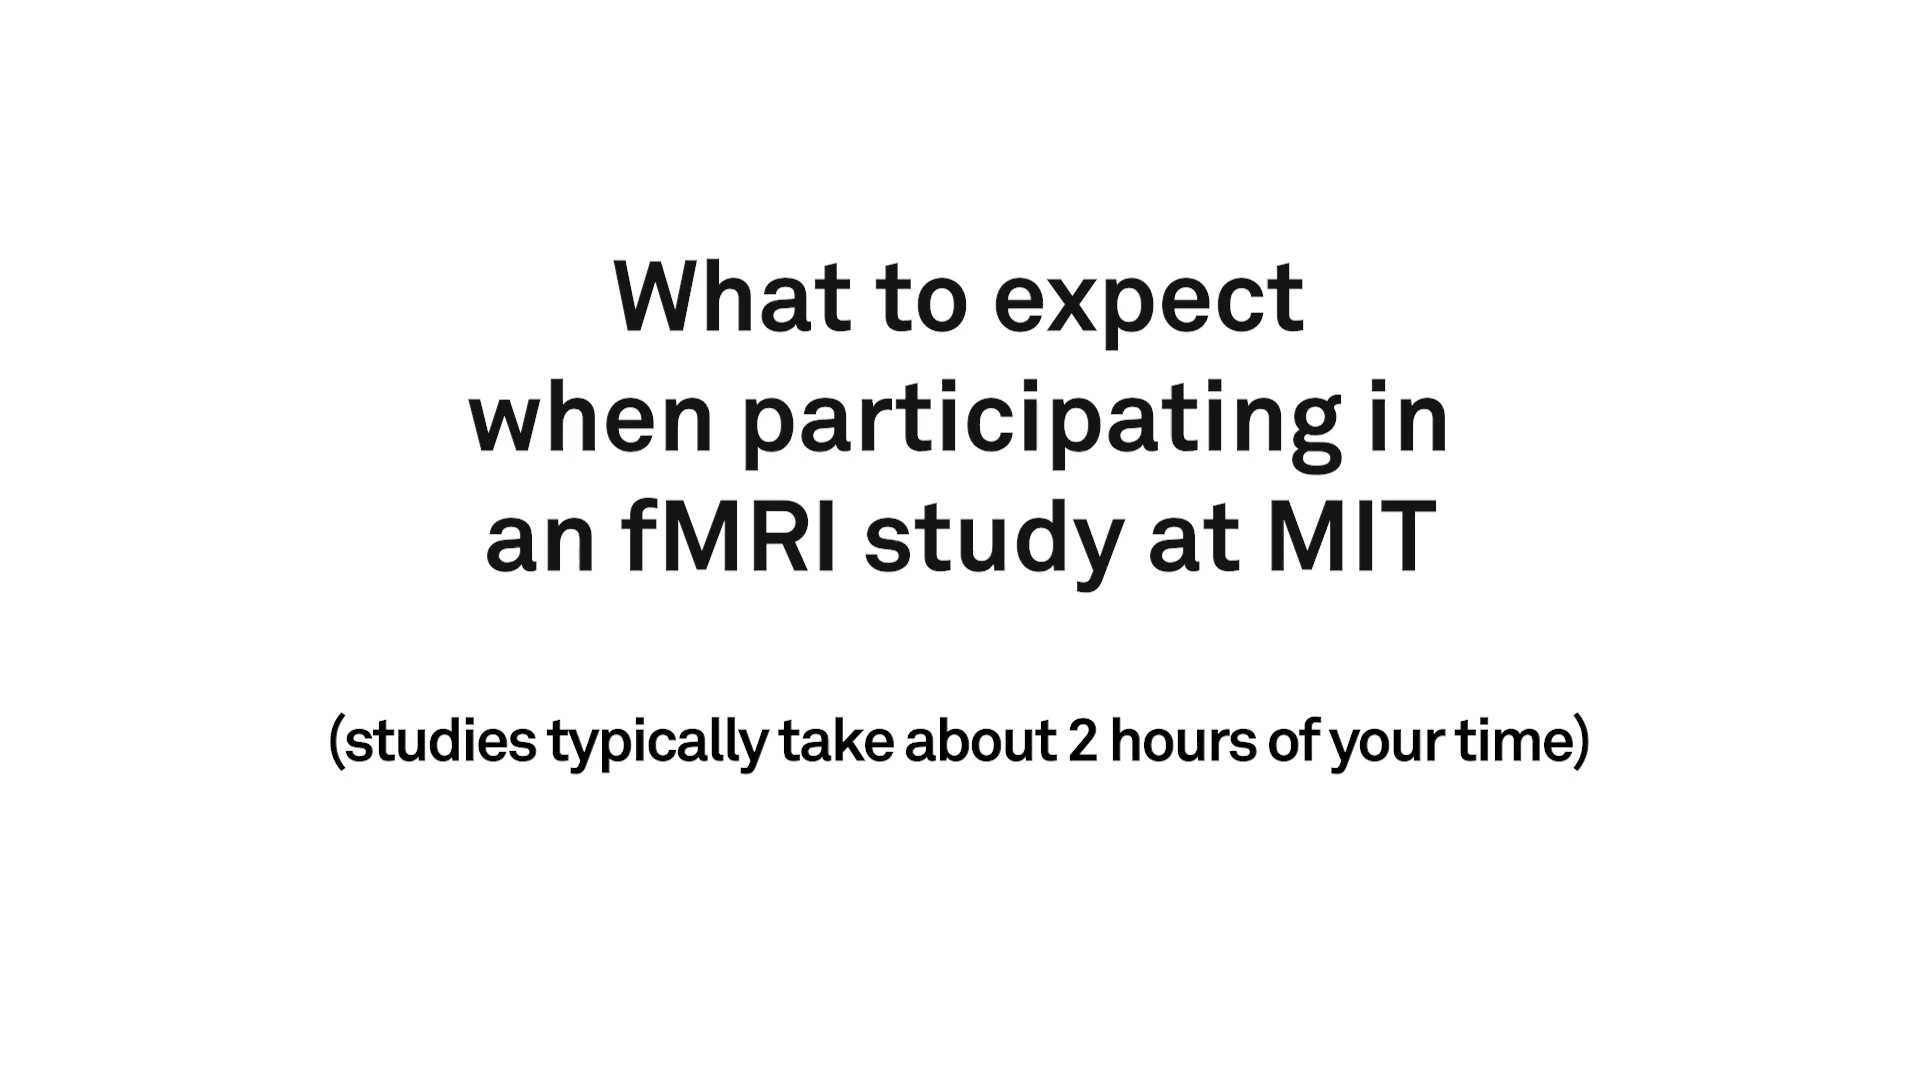 What to expect
when participating in
an fMRI study at MIT
(studies typically take about 2 hours of your time)